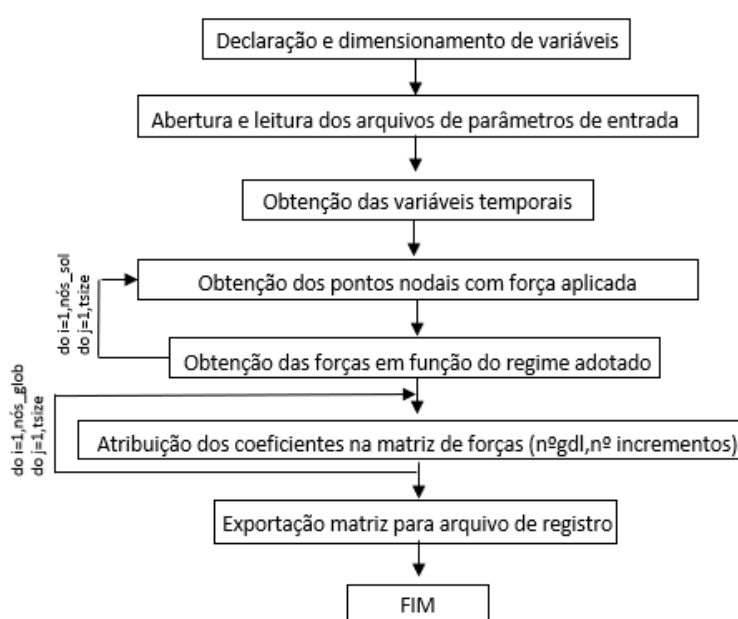 Declaração e dimensionamento de variáveis
Abertura e leitura dos arquivos de parâmetros de entrada
Obtenção das variáveis temporais
do i=1,nós_sol
do j=1,tsize
Obtenção dos pontos nodais com força aplicada
Obtenção das forças em função do regime adotado
do i=1,nós_glob
do j=1,tsize
Atribuição dos coeficientes na matriz de forças (nºgdl,nº incrementos)
Exportação matriz para arquivo de registro
FIM